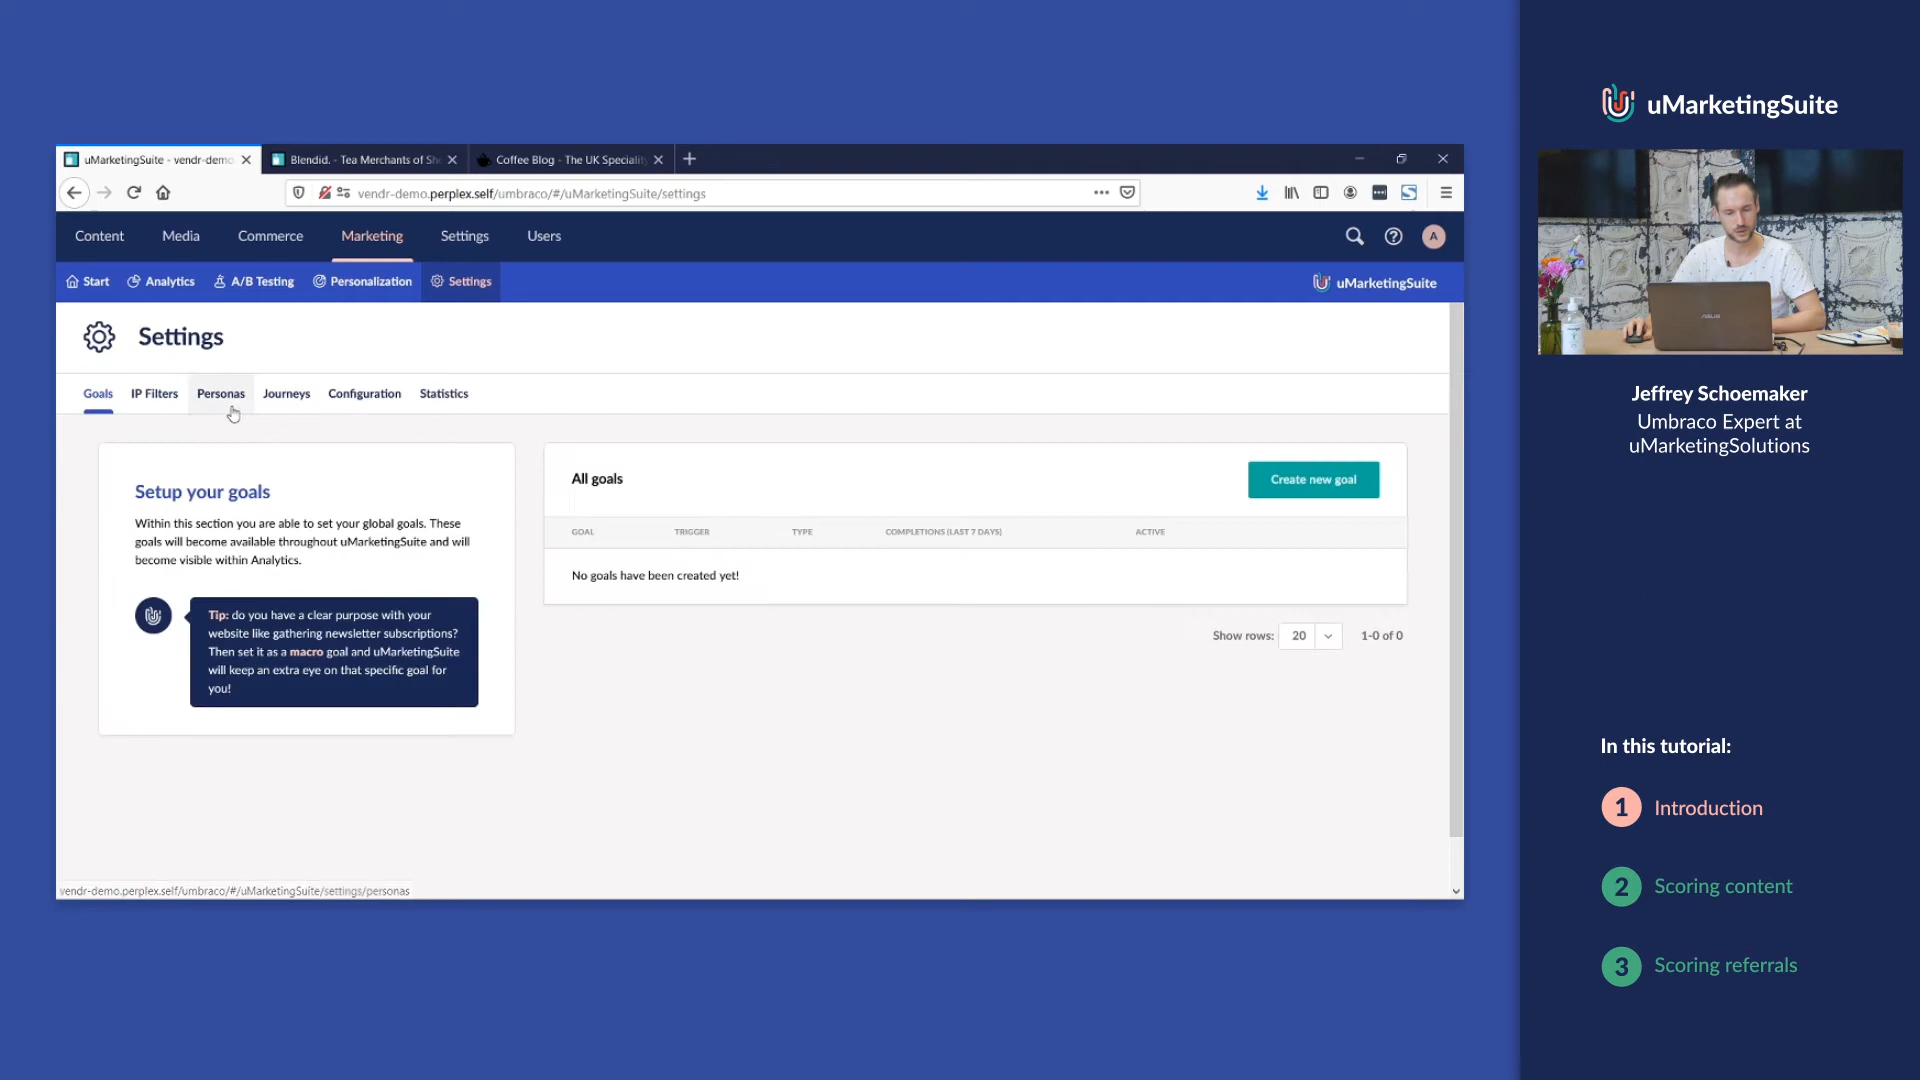 uMarketingSuite - vendr-demo
Blendid. - Tea Merchants of Sh
Coffee Blog - The UK Speciality
vendr-demo.perplex.self/umbraco/#/uMarketingSuite/settings
Content
Media
Commerce
Marketing
Settings
Users
A
Start
Analytics
A/B Testing
Personalization
Settings
uMarketingSuite
Settings
Goals
IP Filters
Personas
Journeys
Configuration
Statistics
Setup your goals
Within this section you are able to set your global goals. These
goals will become available throughout uMarketingSuite and will
become visible within Analytics.
Tip: do you have a clear purpose with your
website like gathering newsletter subscriptions?
Then set it as a macro goal and uMarketingSuite
will keep an extra eye on that specific goal for
you!
All goals
Create new goal
GOAL
TRIGGER
TYPE
COMPLETIONS (LAST 7 DAYS)
ACTIVE
No goals have been created yet!
Show rows:
20
1-0 of 0
vendr-demo.perplex.self/umbraco/#/uMarketingSuite/settings/personas
uMarketingSuite
ASUS
Jeffrey Schoemaker
Umbraco Expert at
uMarketingSolutions
In this tutorial:
1 Introduction
2 Scoring content
3 Scoring referrals